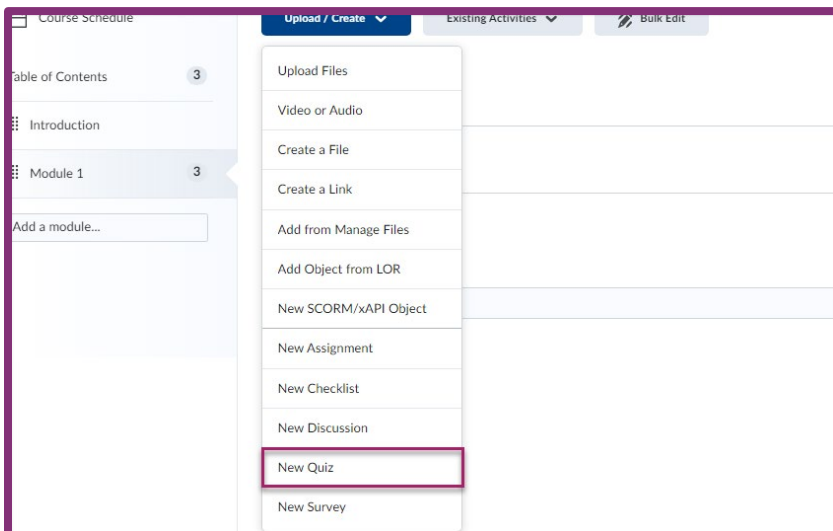 Course Schedule
Upload / Create
Existing Activities
Bulk Edit
Table of Contents
3
Introduction
Module 1
3
Add a module...
Upload Files
Video or Audio
Create a File
Create a Link
Add from Manage Files
Add Object from LOR
New SCORM/xAPI Object
New Assignment
New Checklist
New Discussion
New Quiz
New Survey